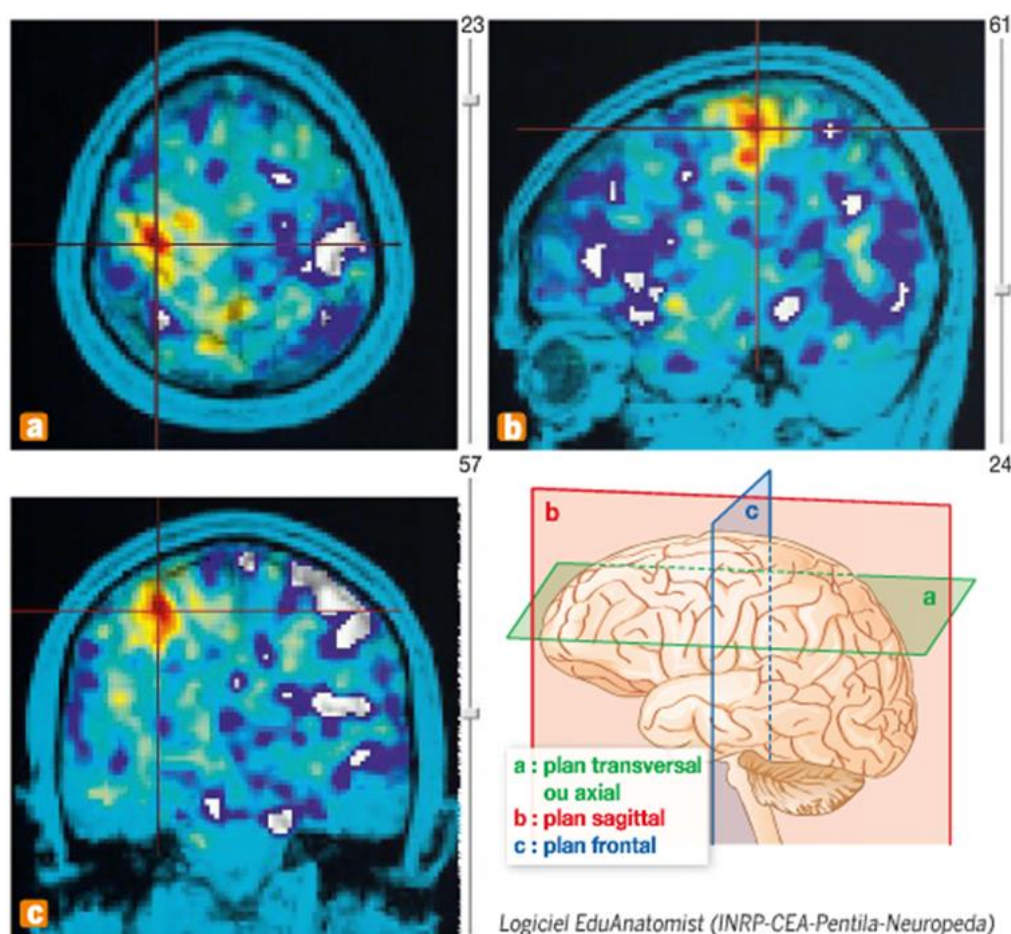 23
61
a
b
57
24
b
c
a
a : plan transversal
ou axial
b : plan sagittal
c : plan frontal
c
Logiciel EduAnatomist (INRP-CEA-Pentila-Neuropeda)